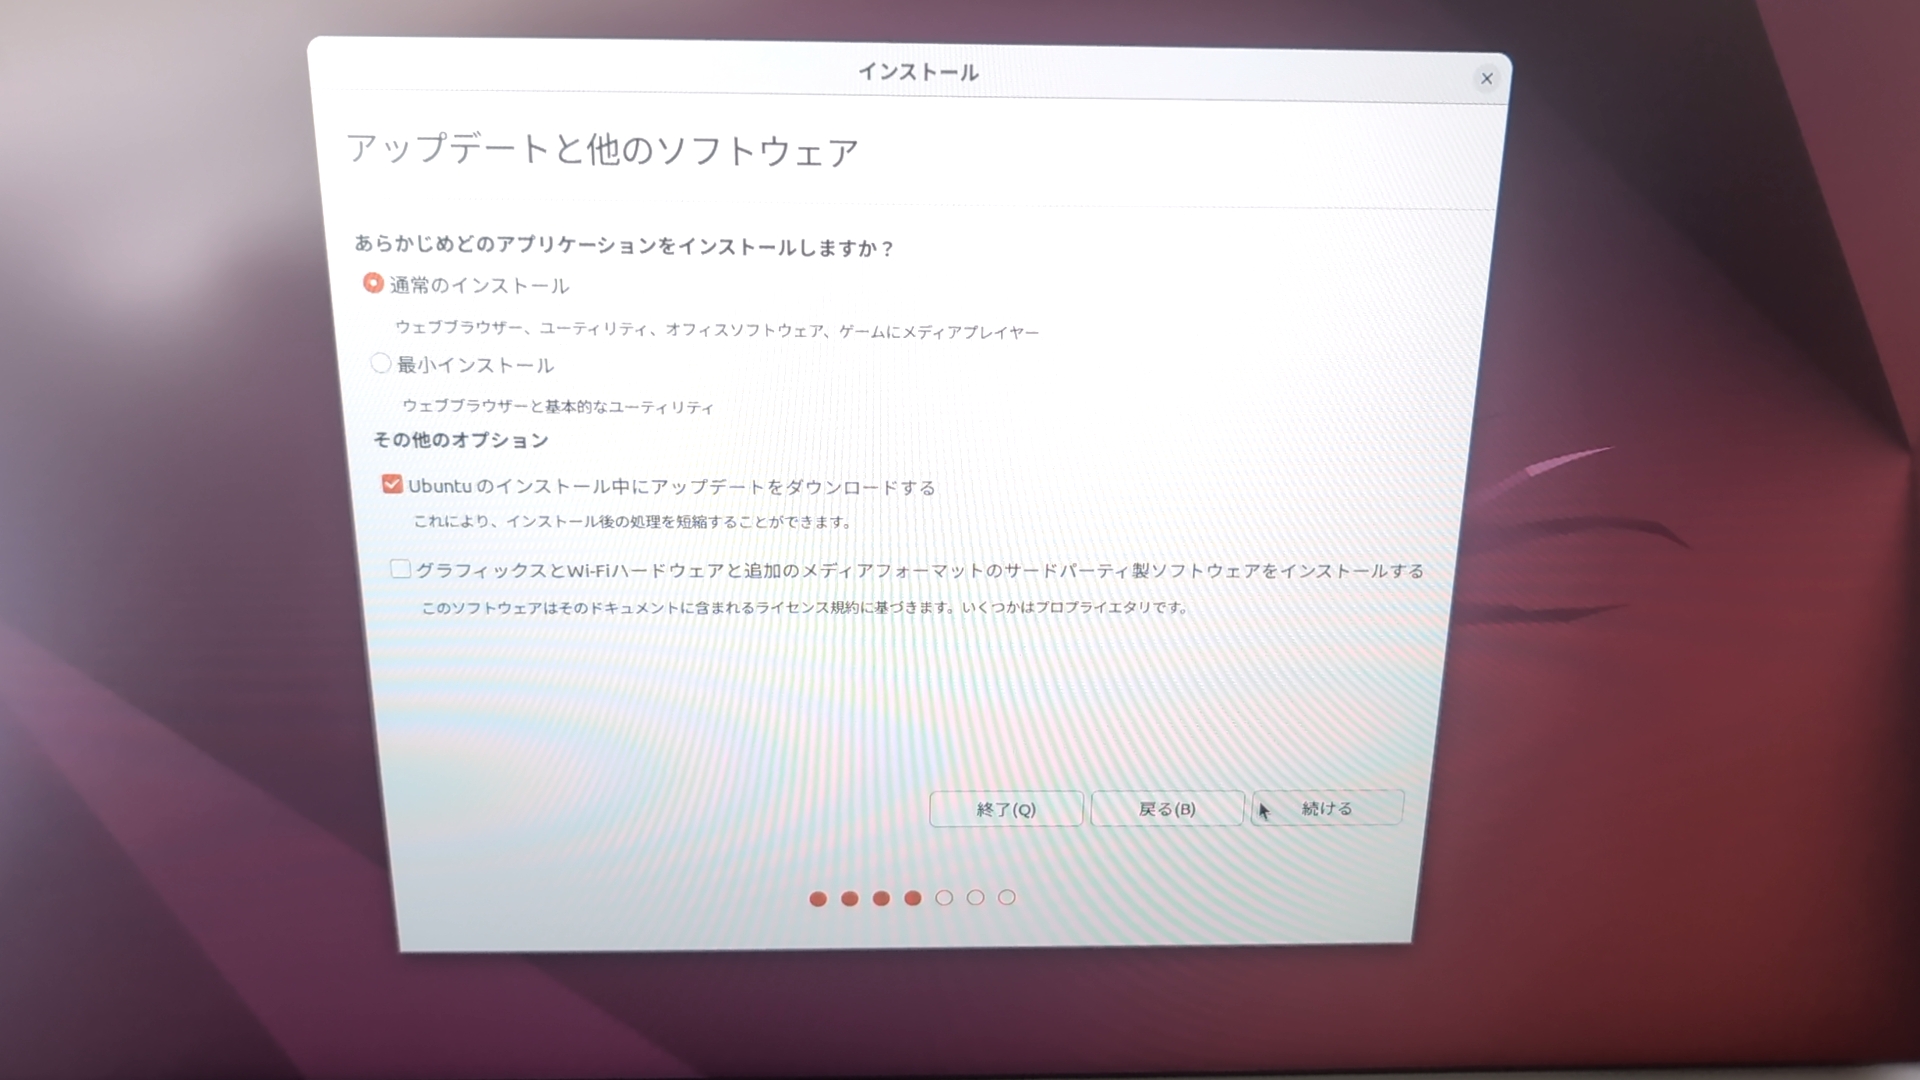 インストール
アップデートと他のソフトウェア
あらかじめどのアプリケーションをインストールしますか？
通常のインストール
ウェブブラウザー、ユーティリティ、オフィスソフトウェア、ゲームにメディアプレイヤー
最小インストール
ウェブブラウザーと基本的なユーティリティ
その他のオプション
Ubuntu のインストール中にアップデートをダウンロードする
これにより、インストール後の処理を短縮することができます。
グラフィックスとWi-Fiハードウェアと追加のメディアフォーマットのサードパーティ製ソフトウェアをインストールする
このソフトウェアはそのドキュメントに含まれるライセンス規約に基づきます。いくつかはプロプライエタリです。
終了(Q) 戻る(B) 続ける